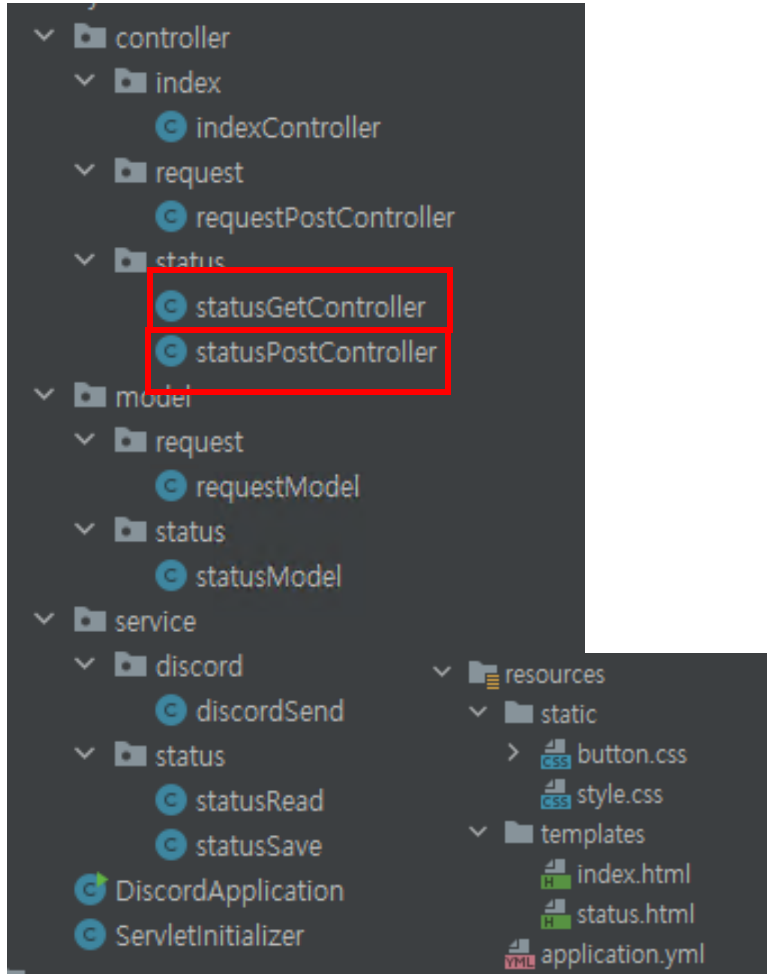 controller
index
indexController
request
requestPostController
status
statusGetController
statusPostController
model
request
requestModel
status
statusModel
service
discord
discordSend
status
statusRead
statusSave
DiscordApplication
ServletInitializer
resources
static
button.css
style.css
templates
index.html
status.html
application.yml